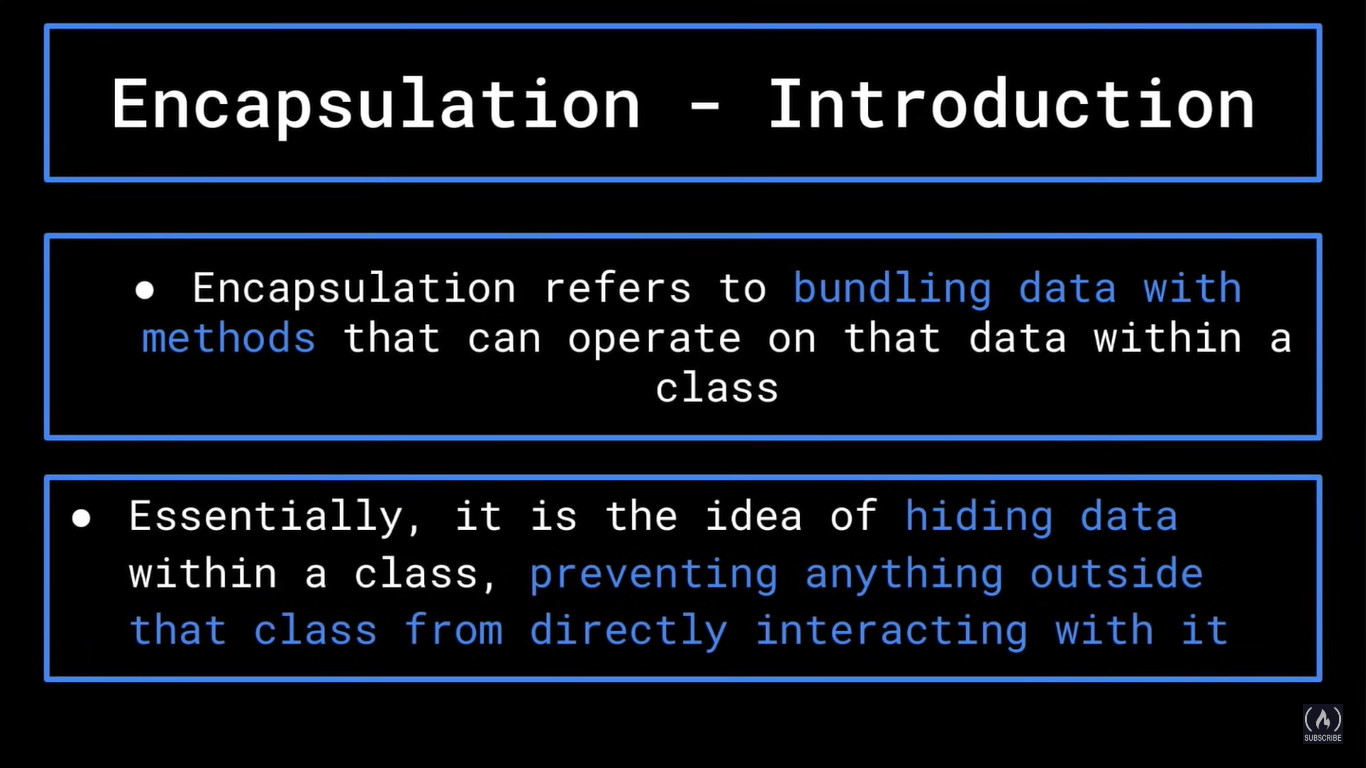 Encapsulation - Introduction
● Encapsulation refers to bundling data with
methods that can operate on that data within a
class
● Essentially, it is the idea of hiding data
within a class, preventing anything outside
that class from directly interacting with it
SUBSCRIBE